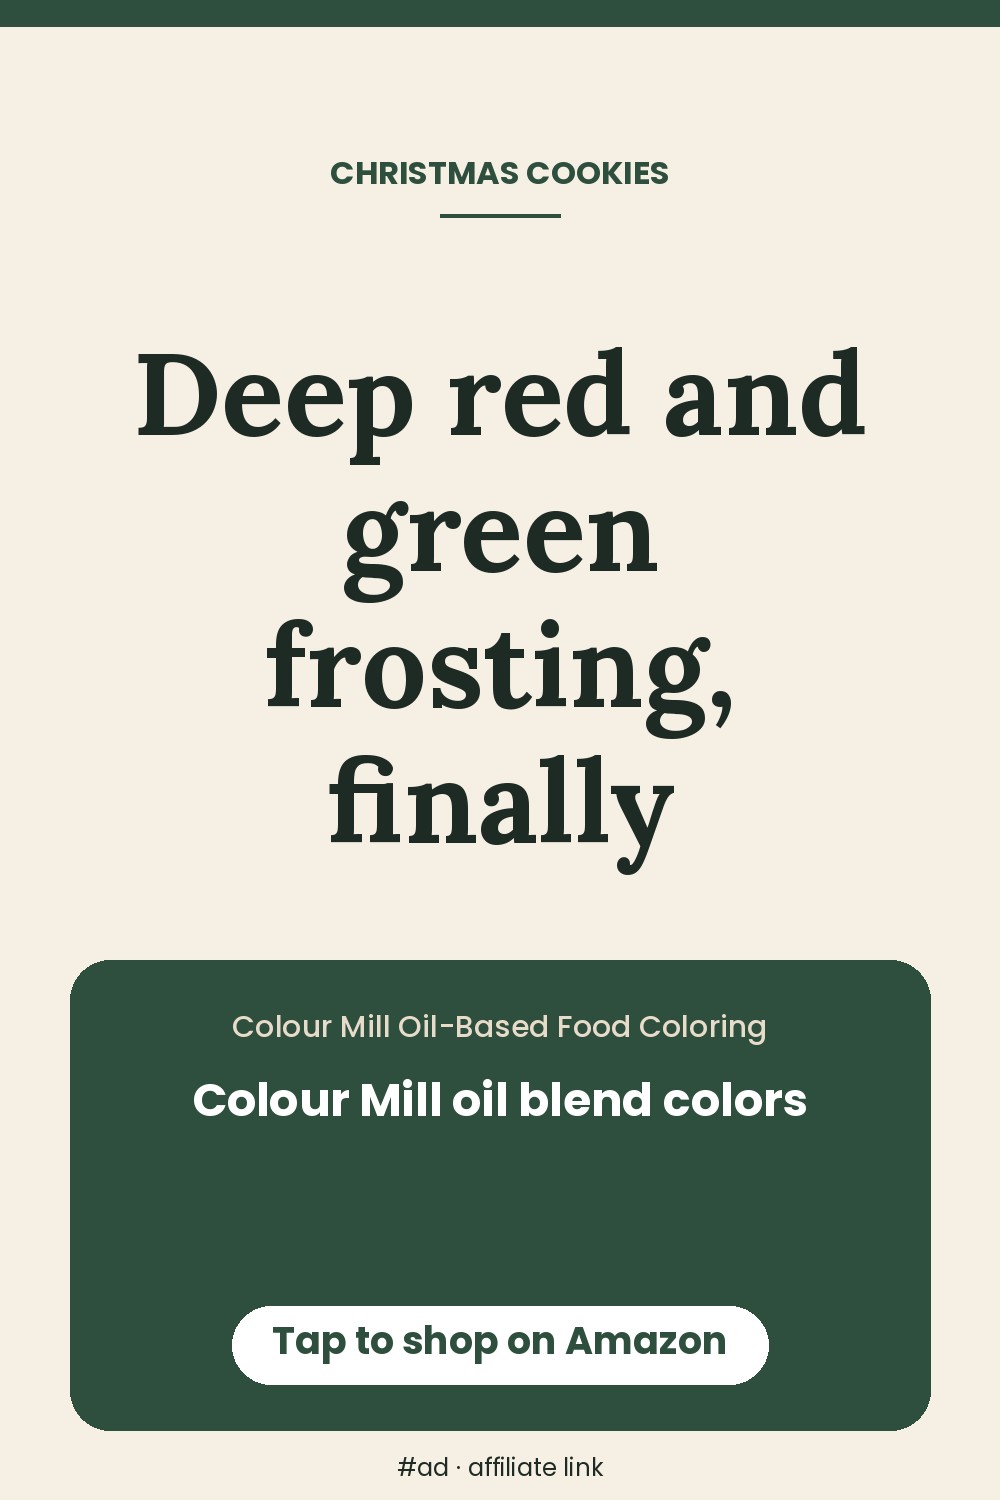 CHRISTMAS COOKIES
Deep red and
green
frosting,
finally
Colour Mill Oil-Based Food Coloring
Colour Mill oil blend colors
Tap to shop on Amazon
#ad · affiliate link